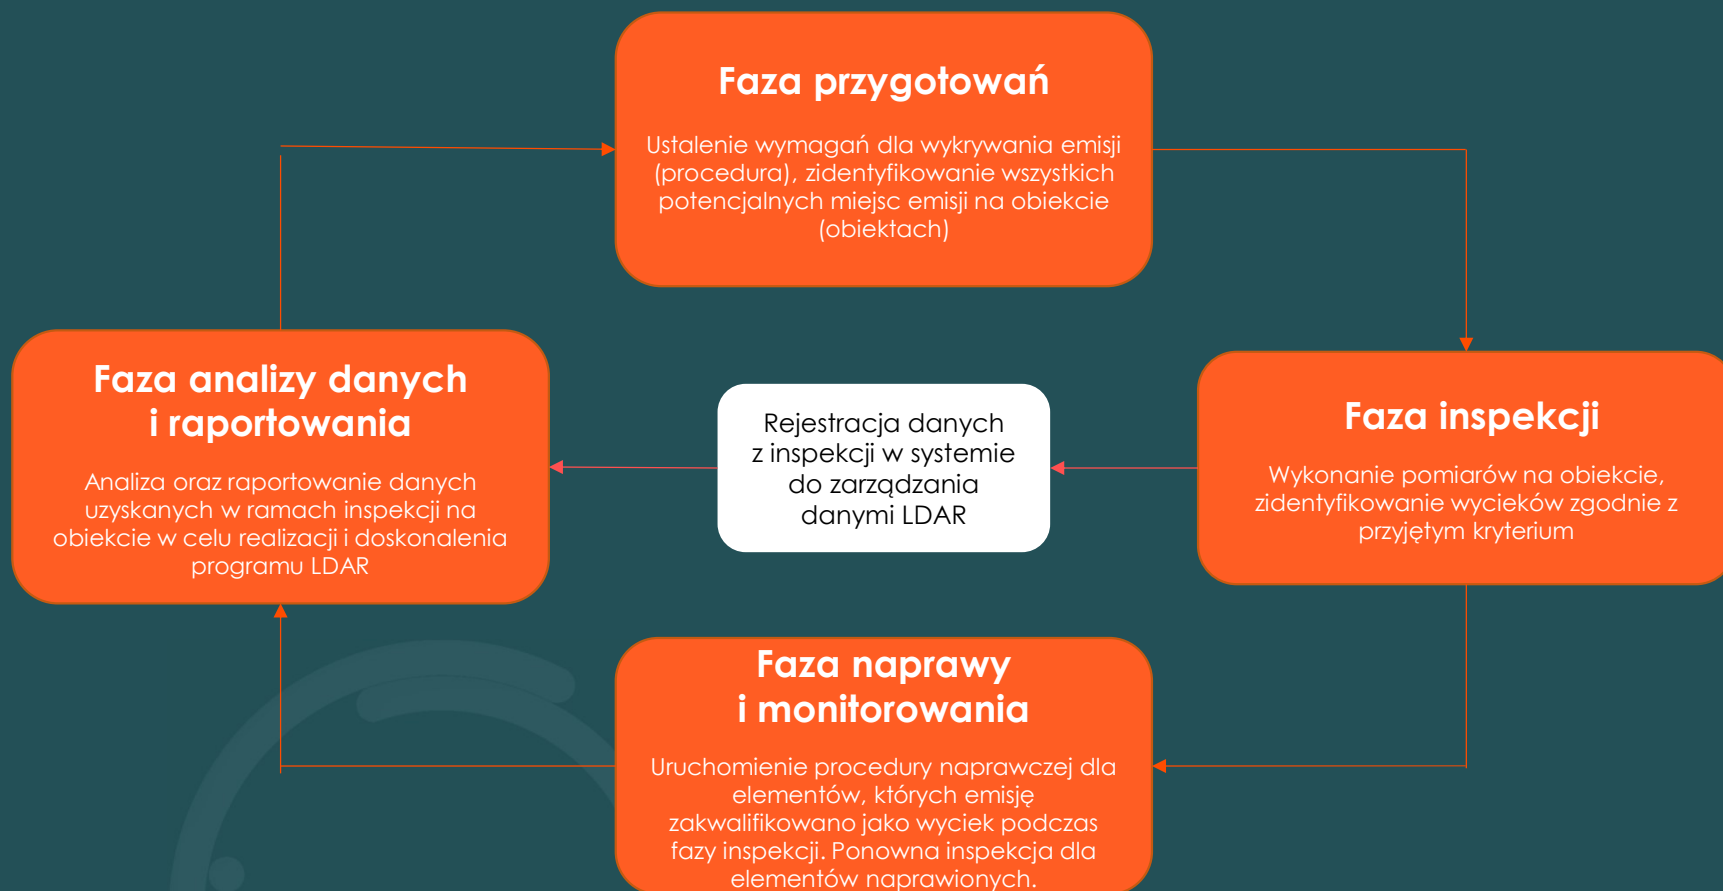 Faza przygotowań
Ustalenie wymagań dla wykrywania emisji
(procedura), zidentyfikowanie wszystkich
potencjalnych miejsc emisji na obiekcie
(obiektach)
Faza analizy danych
i raportowania
Analiza oraz raportowanie danych
uzyskanych w ramach inspekcji na
obiekcie w celu realizacji i doskonalenia
programu LDAR
Rejestracja danych
z inspekcji w systemie
do zarządzania
danymi LDAR
Faza inspekcji
Wykonanie pomiarów na obiekcie,
zidentyfikowanie wycieków zgodnie z
przyjętym kryterium
Faza naprawy
i monitorowania
Uruchomienie procedury naprawczej dla
elementów, których emisję
zakwalifikowano jako wyciek podczas
fazy inspekcji. Ponowna inspekcja dla
elementów naprawionych.